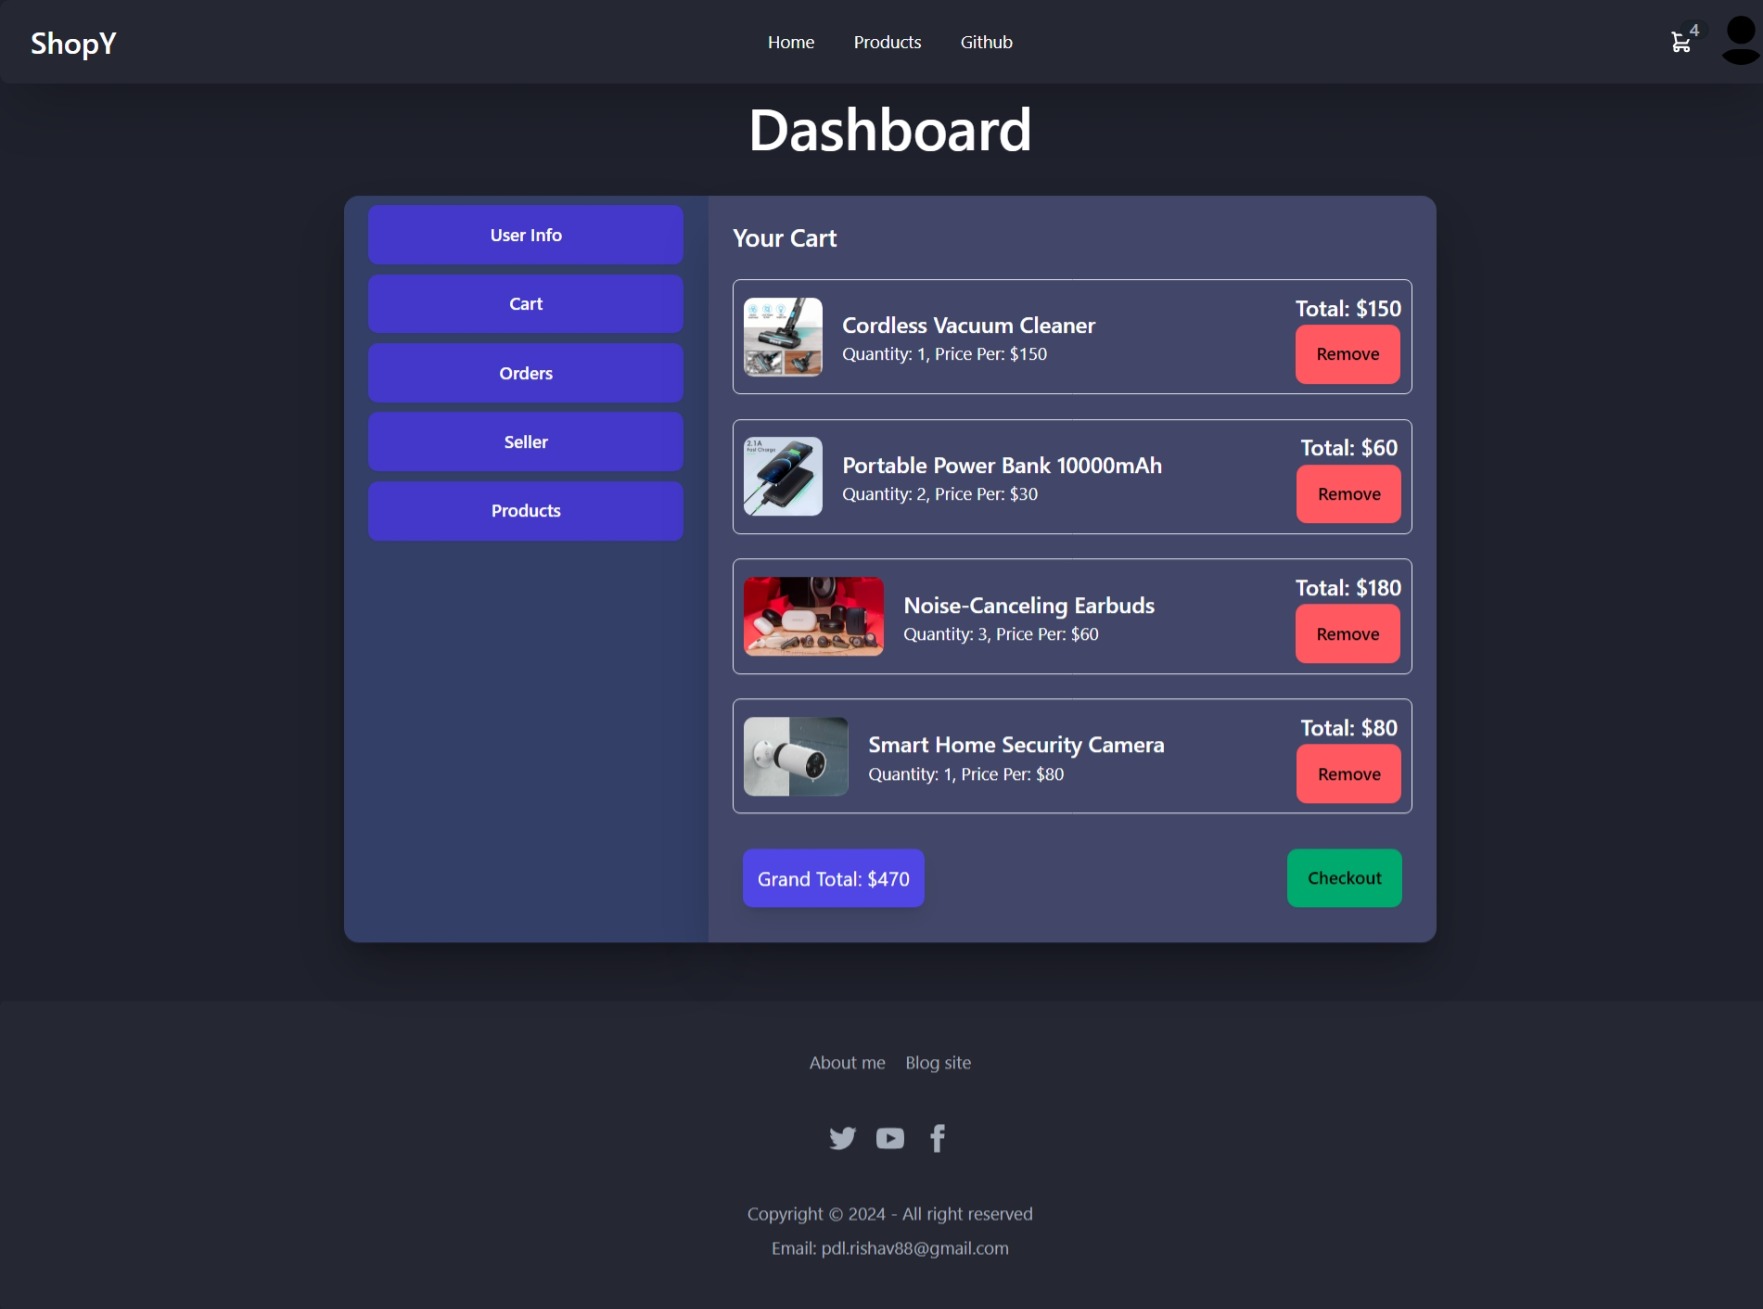 ShopY
Home Products Github
4
Dashboard
User Info
Cart
Orders
Seller
Products
Your Cart
Cordless Vacuum Cleaner
Quantity: 1, Price Per: $150
Total: $150
Remove
2.1A
Fast Charge
Portable Power Bank 10000mAh
Quantity: 2, Price Per: $30
Total: $60
Remove
Noise-Canceling Earbuds
Quantity: 3, Price Per: $60
Total: $180
Remove
Smart Home Security Camera
Quantity: 1, Price Per: $80
Total: $80
Remove
Grand Total: $470
Checkout
About me Blog site
Copyright © 2024 - All right reserved
Email: pdl.rishav88@gmail.com